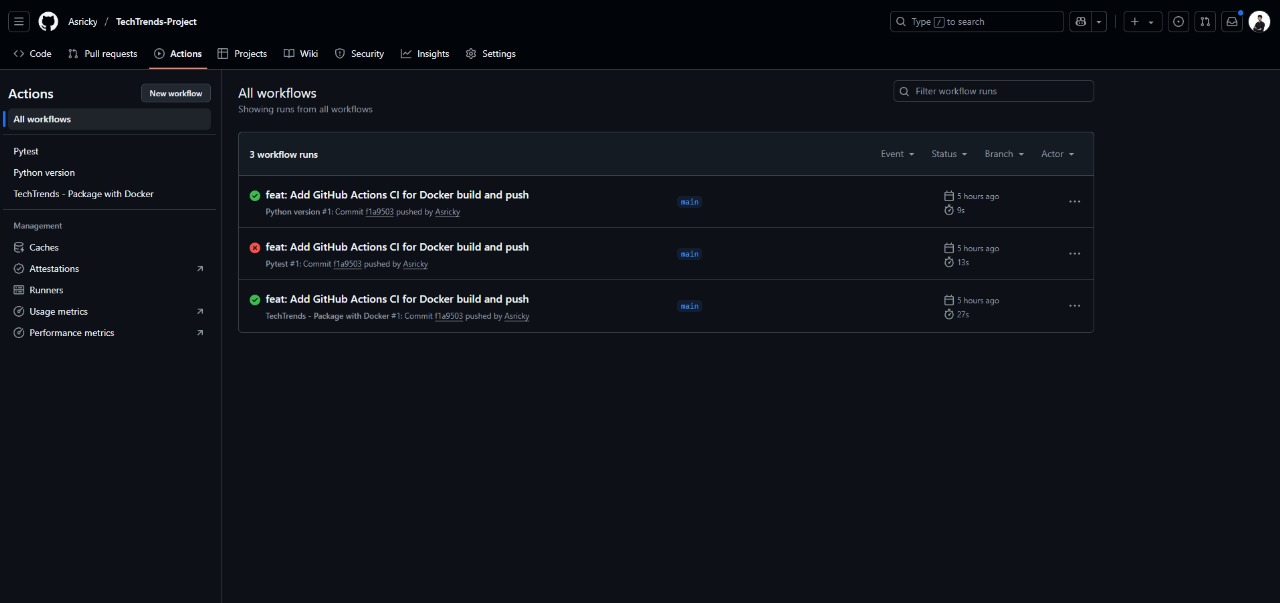 Asricky / TechTrends-Project
Type / to search
Code Pull requests Actions Projects Wiki Security Insights Settings
Actions
New workflow
All workflows
Pytest
Python version
TechTrends - Package with Docker
Management
Caches
Attestations
Runners
Usage metrics
Performance metrics
All workflows
Showing runs from all workflows
Filter workflow runs
3 workflow runs
Event Status Branch Actor
feat: Add GitHub Actions CI for Docker build and push
Python version #1: Commit f1a9503 pushed by Asricky
main
5 hours ago
9s
feat: Add GitHub Actions CI for Docker build and push
Pytest #1: Commit f1a9503 pushed by Asricky
main
5 hours ago
13s
feat: Add GitHub Actions CI for Docker build and push
TechTrends - Package with Docker #1: Commit f1a9503 pushed by Asricky
main
5 hours ago
27s